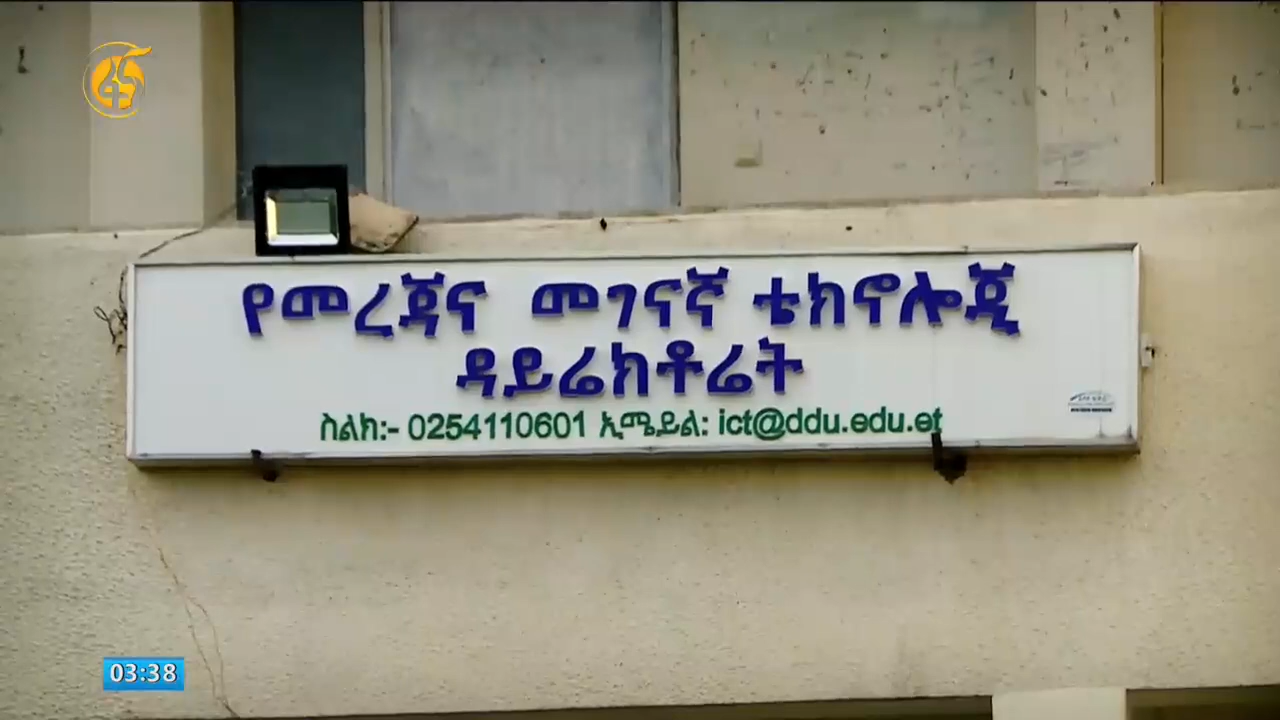 የመረጃና መገናኛ ቴክኖሎጂ
ዳይሬክቶሬት
ስልክ:- 0254110601 ኢሜይል: ict@ddu.edu.et
03:38